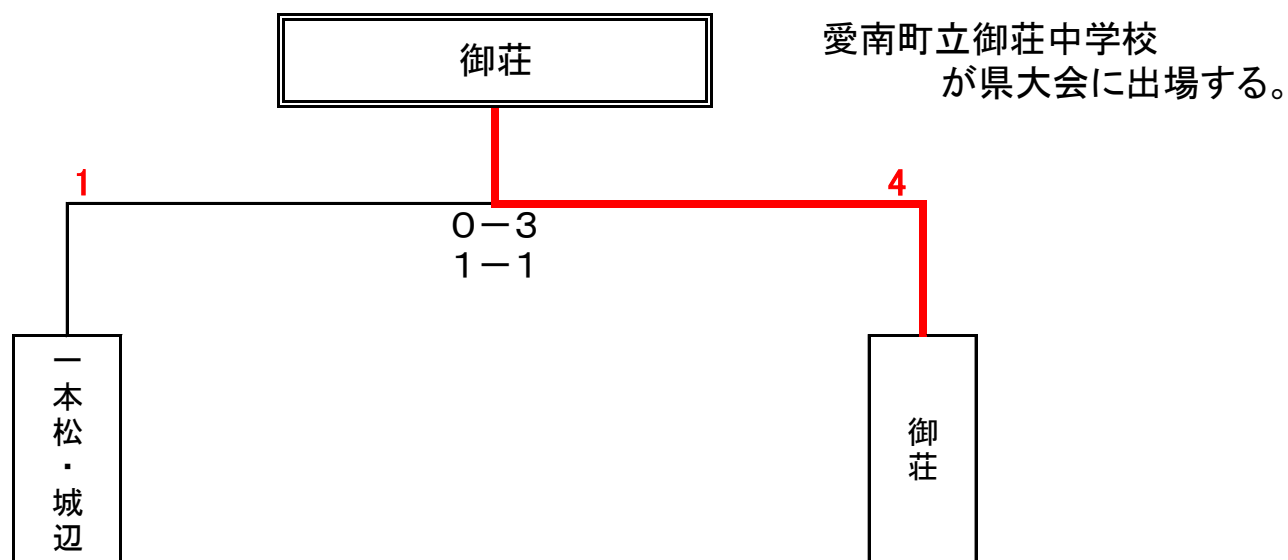 御荘
愛南町立御荘中学校
が県大会に出場する。
1
4
０－３
１－１
一本松・城辺
御荘